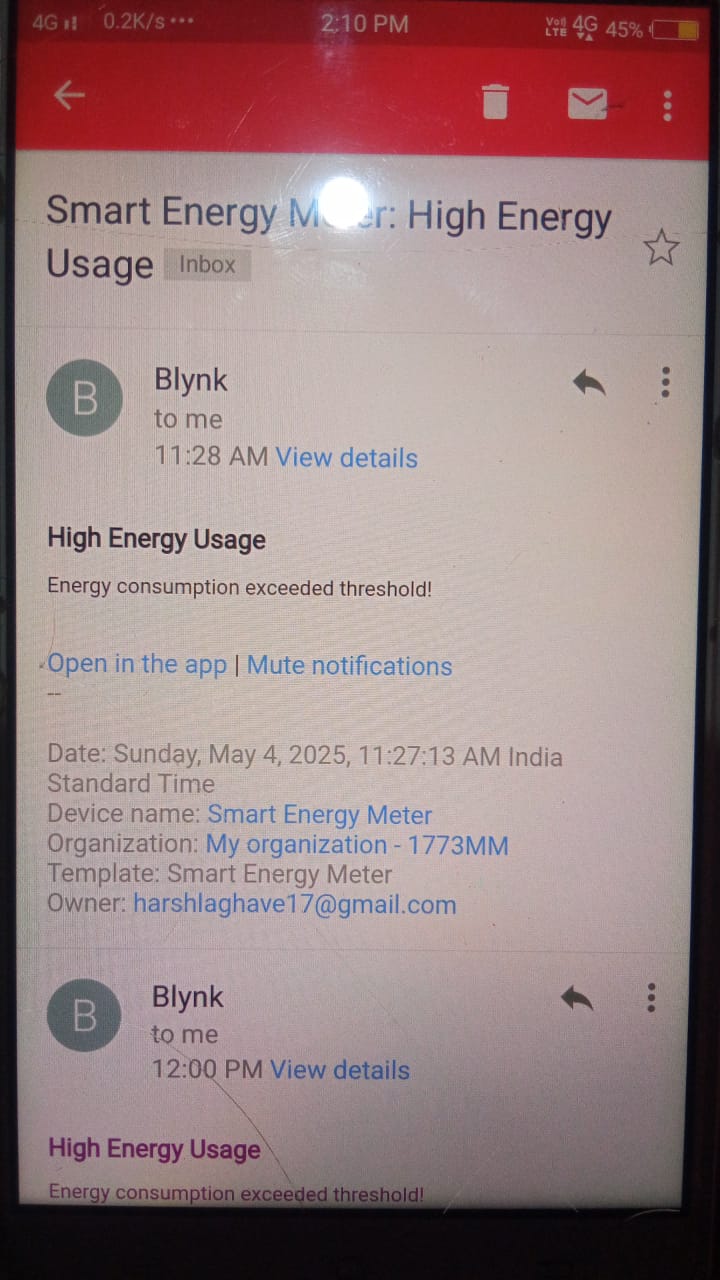 4G 0.2K/s ... 2:10 PM VoLTE 4G 45%
Smart Energy M er: High Energy
Usage Inbox
B Blynk
to me
11:28 AM View details
High Energy Usage
Energy consumption exceeded threshold!
Open in the app | Mute notifications
--
Date: Sunday, May 4, 2025, 11:27:13 AM India
Standard Time
Device name: Smart Energy Meter
Organization: My organization - 1773MM
Template: Smart Energy Meter
Owner: harshlaghave17@gmail.com
B Blynk
to me
12:00 PM View details
High Energy Usage
Energy consumption exceeded threshold!